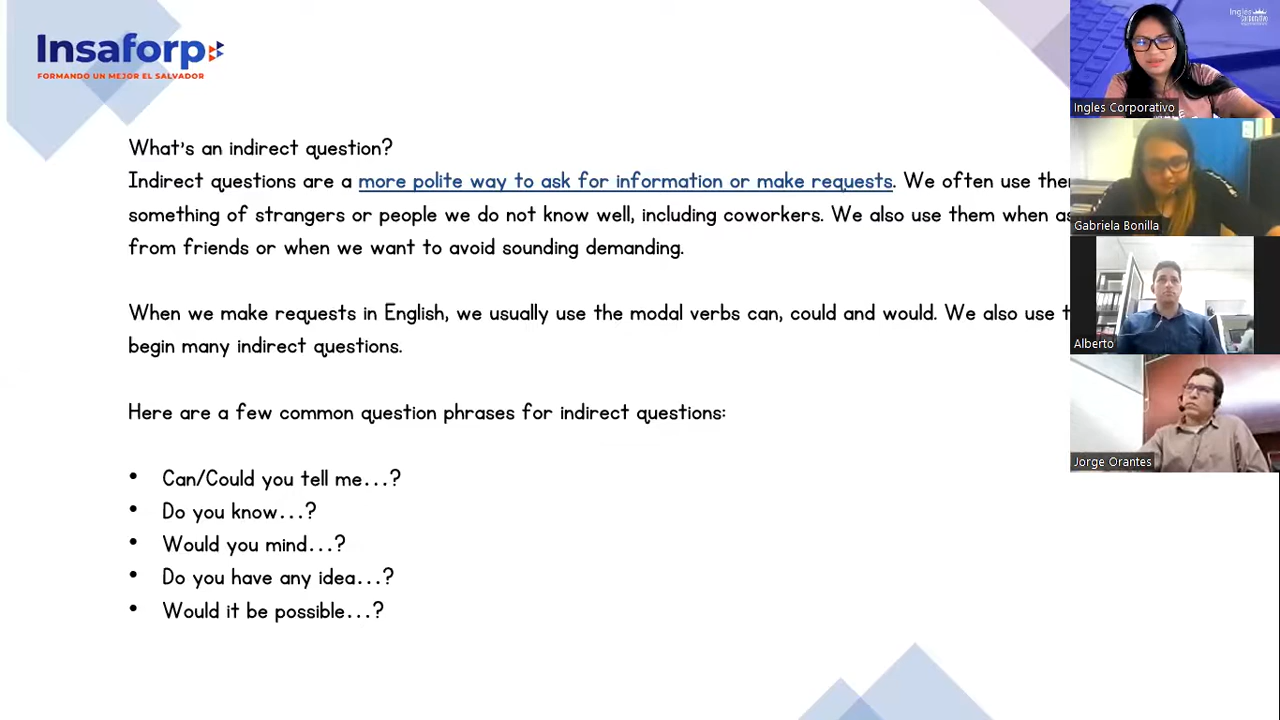 Insaforp
FORMANDO UN MEJOR EL SALVADOR
What's an indirect question?
Indirect questions are a more polite way to ask for information or make requests. We often use
something of strangers or people we do not know well, including coworkers. We also use them when
from friends or when we want to avoid sounding demanding.
When we make requests in English, we usually use the modal verbs can, could and would. We also use
begin many indirect questions.
Here are a few common question phrases for indirect questions:
• Can/Could you tell me...?
• Do you know...?
• Would you mind...?
• Do you have any idea...?
• Would it be possible...?
Ingles
Ingles Corporativo
Gabriela Bonilla
Alberto
Jorge Orantes